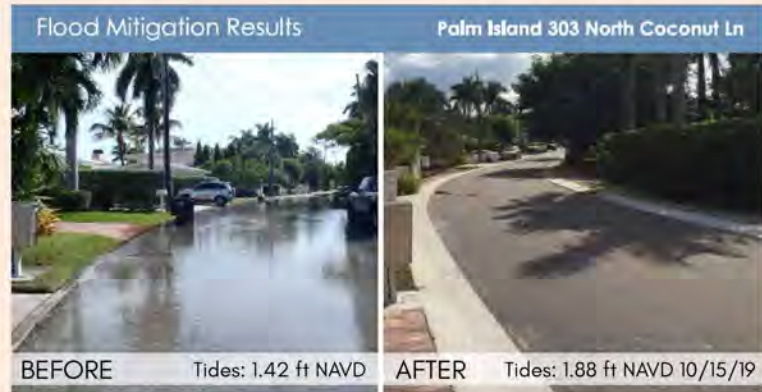 Flood Mitigation Results
Palm Island 303 North Coconut Ln
BEFORE
Tides: 1.42 ft NAVD
AFTER
Tides: 1.88 ft NAVD 10/15/19